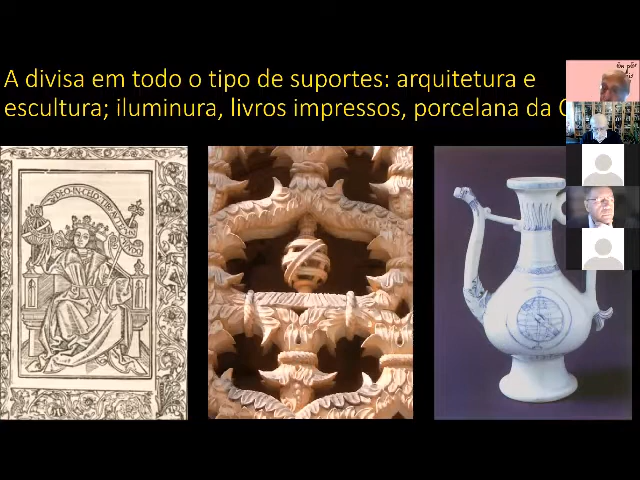 A divisa em todo o tipo de suportes: arquitetura e
escultura; iluminura, livros impressos, porcelana da